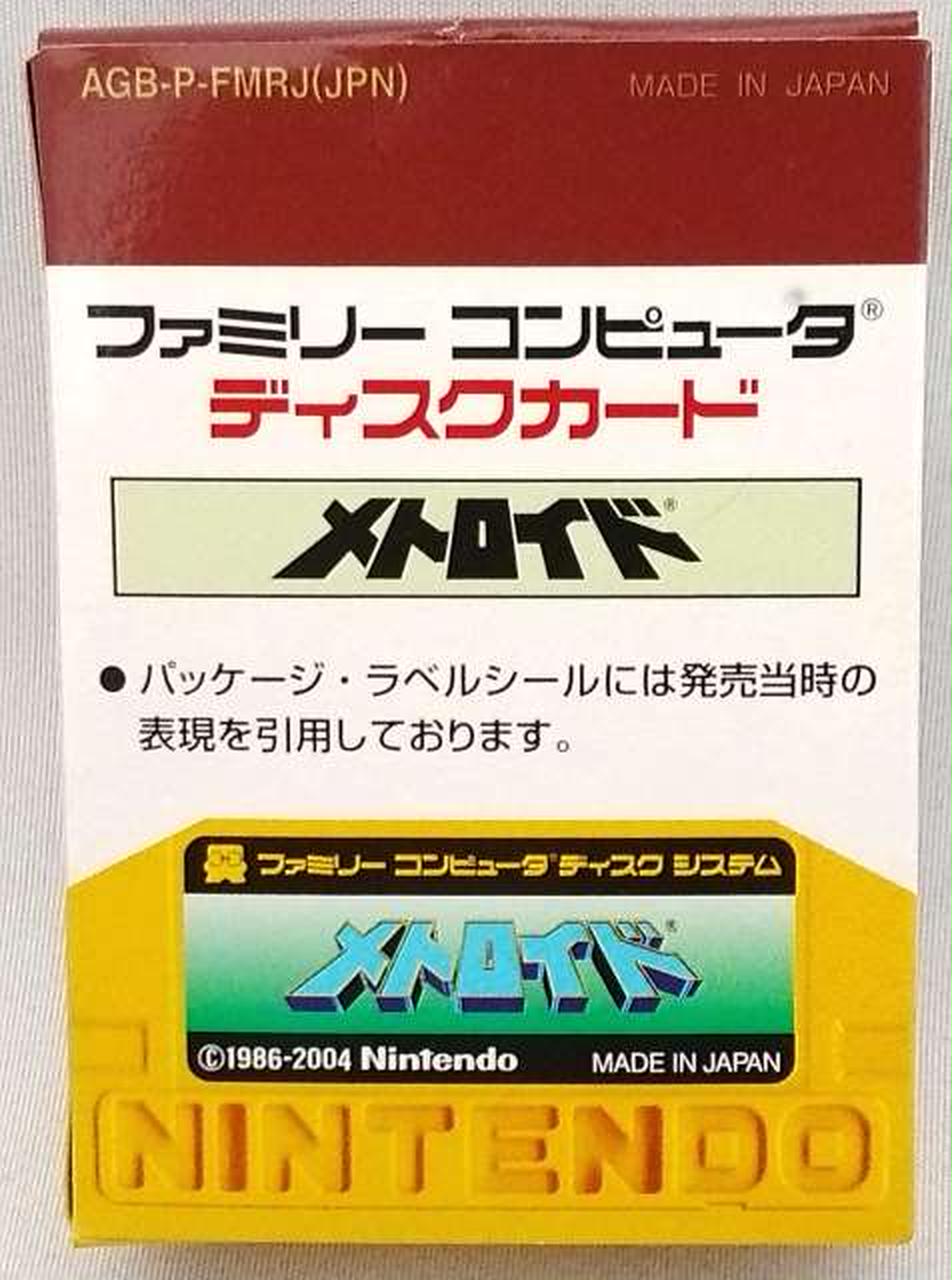 AGB-P-FMRJ(JPN) MADE IN JAPAN
ファミリー コンピュータ®
ディスクカード
メトロイド®
● パッケージ・ラベルシールには発売当時の
表現を引用しております。
ファミリー コンピュータ®ディスク システム
メトロイド®
©1986-2004 Nintendo MADE IN JAPAN
NINTENDO